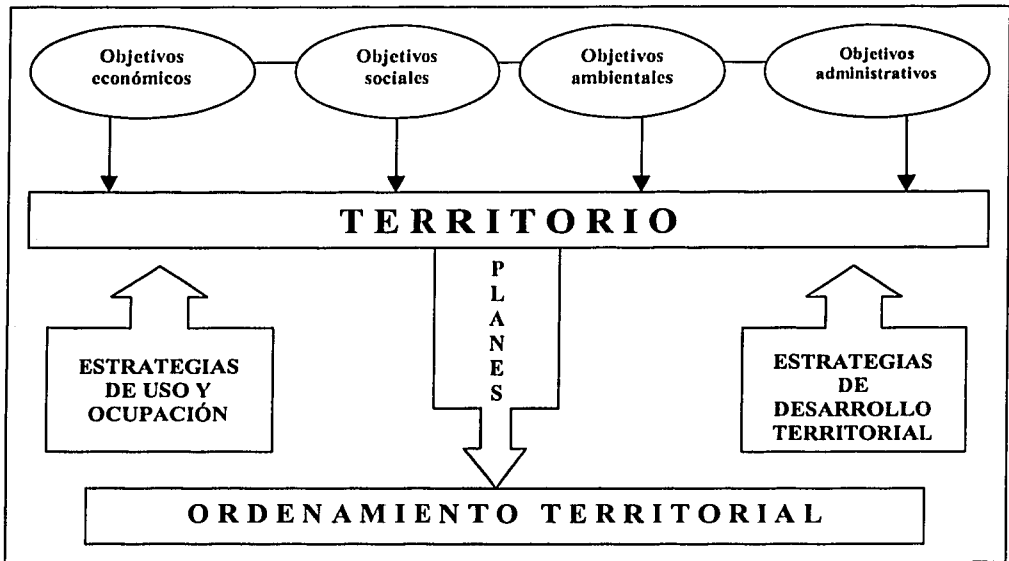 Objetivos
económicos
Objetivos
sociales
Objetivos
ambientales
Objetivos
administrativos
TERRITORIO
PLANES
ESTRATEGIAS
DE USO Y
OCUPACIÓN
ESTRATEGIAS
DE
DESARROLLO
TERRITORIAL
ORDENAMIENTO TERRITORIAL